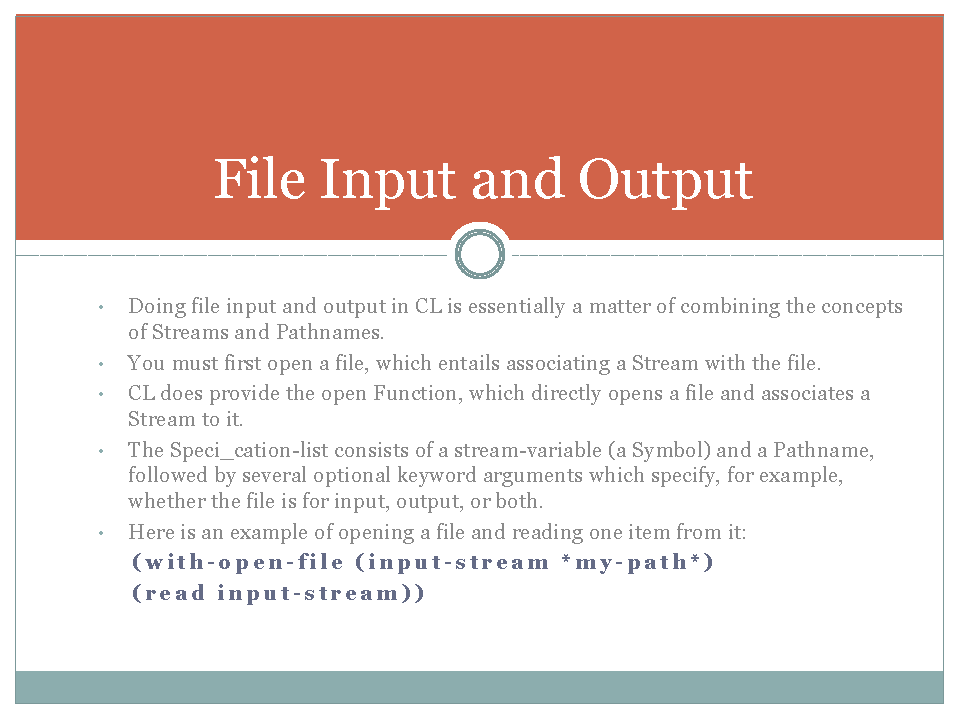 File Input and Output
• Doing file input and output in CL is essentially a matter of combining the concepts
of Streams and Pathnames.
• You must first open a file, which entails associating a Stream with the file.
• CL does provide the open Function, which directly opens a file and associates a
Stream to it.
• The Speci_cation-list consists of a stream-variable (a Symbol) and a Pathname,
followed by several optional keyword arguments which specify, for example,
whether the file is for input, output, or both.
• Here is an example of opening a file and reading one item from it:
(with-open-file (input-stream *my-path*)
(read input-stream))